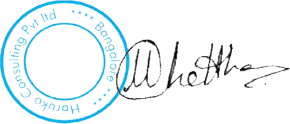 Haruko Consulting Pvt ltd **** Bangalore ****